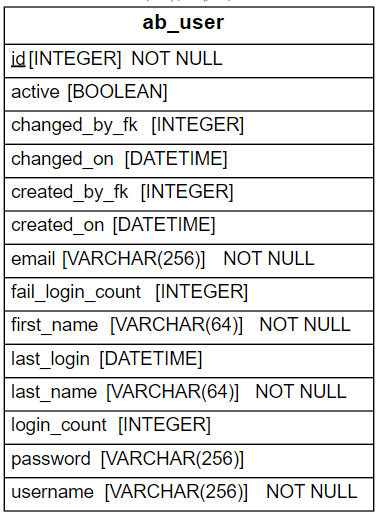 ab_user
id [INTEGER] NOT NULL
active [BOOLEAN]
changed_by_fk [INTEGER]
changed_on [DATETIME]
created_by_fk [INTEGER]
created_on [DATETIME]
email [VARCHAR(256)] NOT NULL
fail_login_count [INTEGER]
first_name [VARCHAR(64)] NOT NULL
last_login [DATETIME]
last_name [VARCHAR(64)] NOT NULL
login_count [INTEGER]
password [VARCHAR(256)]
username [VARCHAR(256)] NOT NULL